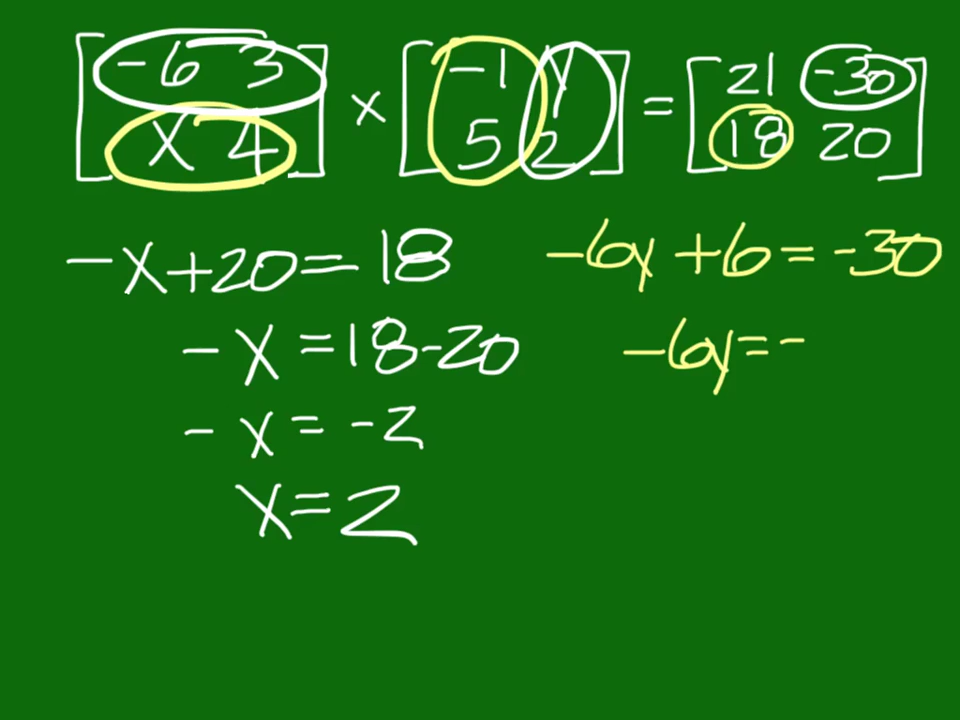 [-6 3] x [-1 y] = [21 -30]
[x 4] [5 2] [18 20]
-x+20=18
-6y+6=-30
-x=18-20
-6y=-
-x=-2
x=2